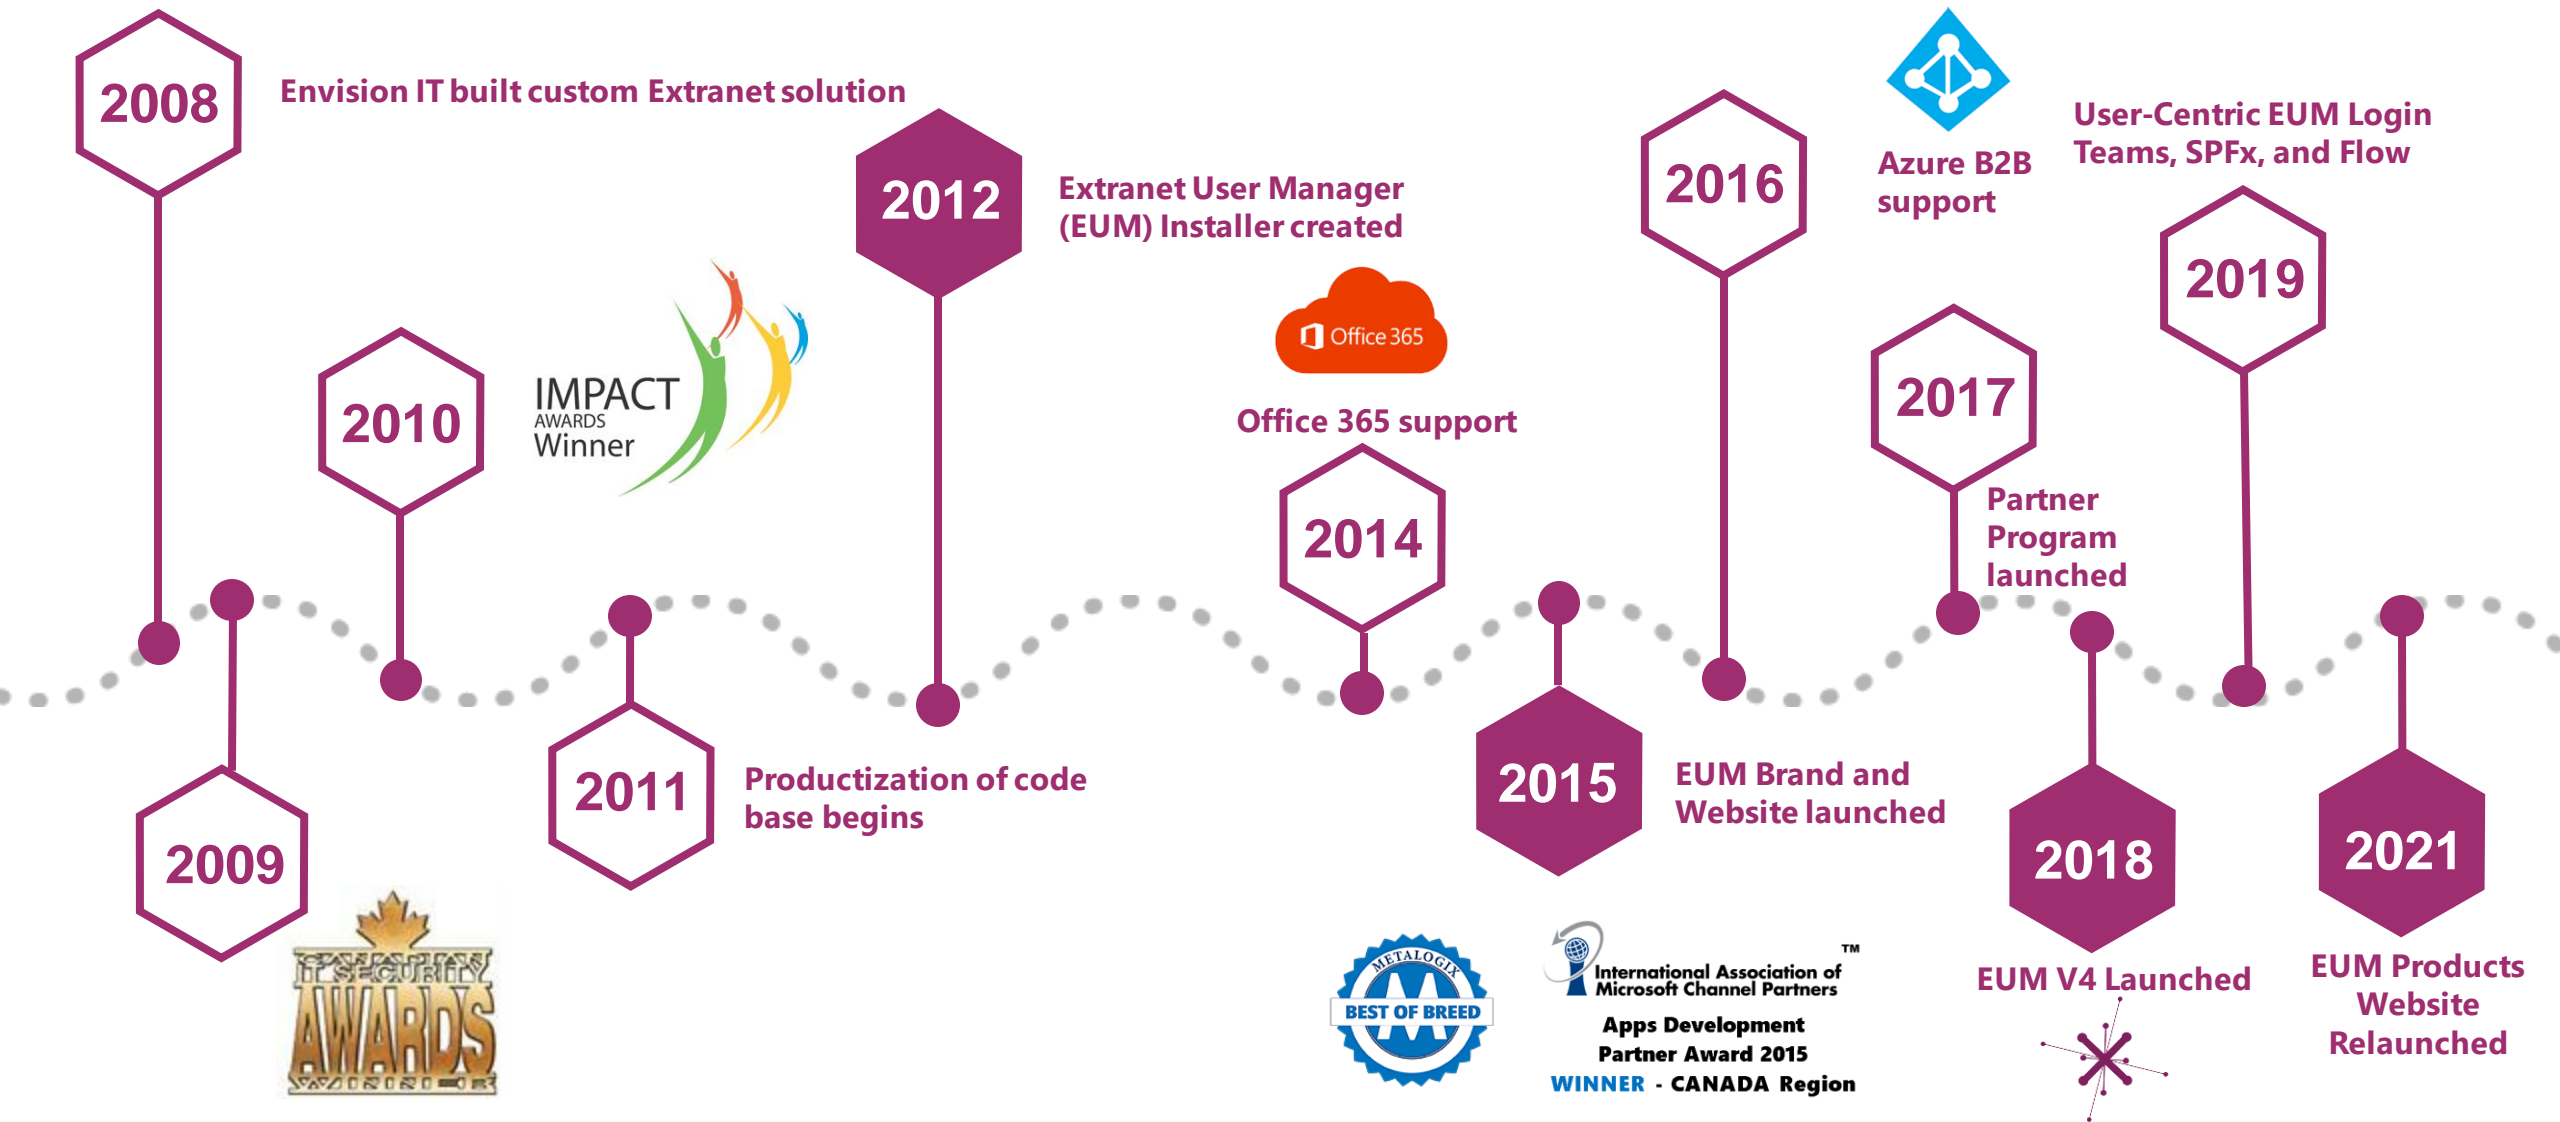 2008
Envision IT built custom Extranet solution
2009
IT SECURITY
AWARDS
WINNER
2010
IMPACT
AWARDS
Winner
2011
Productization of code
base begins
2012
Extranet User Manager
(EUM) Installer created
Office 365
Office 365 support
2014
2015
EUM Brand and
Website launched
METALOGIX
BEST OF BREED
International Association of
Microsoft Channel Partners
TM
Apps Development
Partner Award 2015
WINNER - CANADA Region
2016
Azure B2B
support
2017
Partner
Program
launched
2018
EUM V4 Launched
User-Centric EUM Login
Teams, SPFx, and Flow
2019
2021
EUM Products
Website
Relaunched